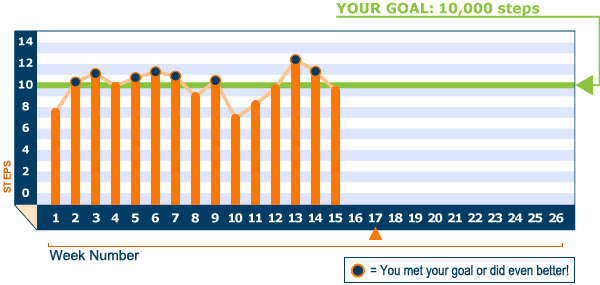 YOUR GOAL: 10,000 steps
14
12
10
8
6
4
2
0
STEPS
1 2 3 4 5 6 7 8 9 10 11 12 13 14 15 16 17 18 19 20 21 22 23 24 25 26
Week Number
= You met your goal or did even better!